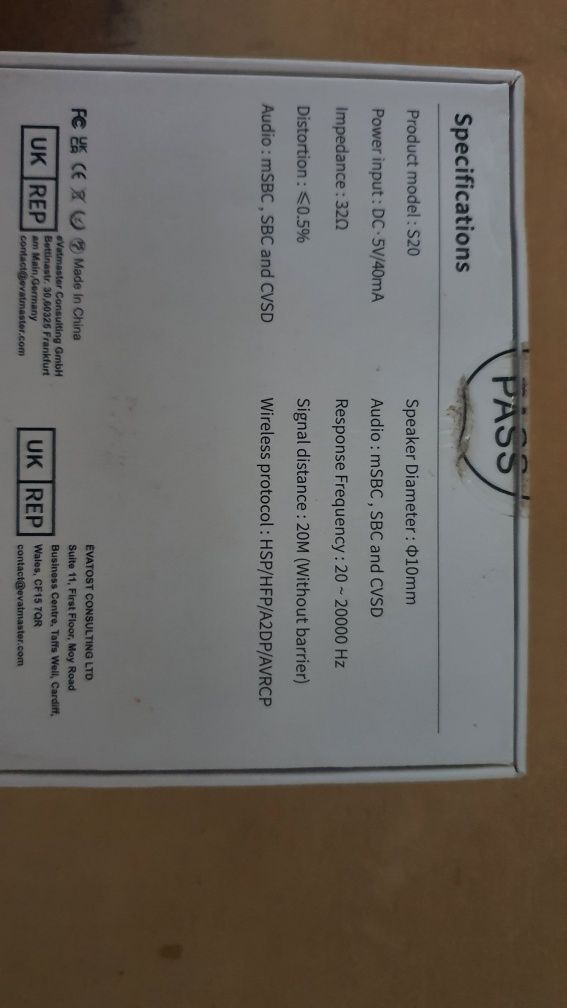 PASS
Specifications
Product model : S20
Power input : DC⎓5V/40mA
Impedance : 32Ω
Distortion : ≤0.5%
Audio : mSBC , SBC and CVSD
Speaker Diameter : Φ10mm
Audio : mSBC , SBC and CVSD
Response Frequency : 20 ~ 20000 Hz
Signal distance : 20M (Without barrier)
Wireless protocol : HSP/HFP/A2DP/AVRCP
FC UK CA CE Made in China
UK REP
eVatmaster Consulting GmbH
Bettinastr. 30,60325 Frankfurt
am Main,Germany
contact@evatmaster.com
UK REP
EVATOST CONSULTING LTD
Suite 11, First Floor, Moy Road
Business Centre, Taffs Well, Cardiff,
Wales, CF15 7QR
contact@evatmaster.com